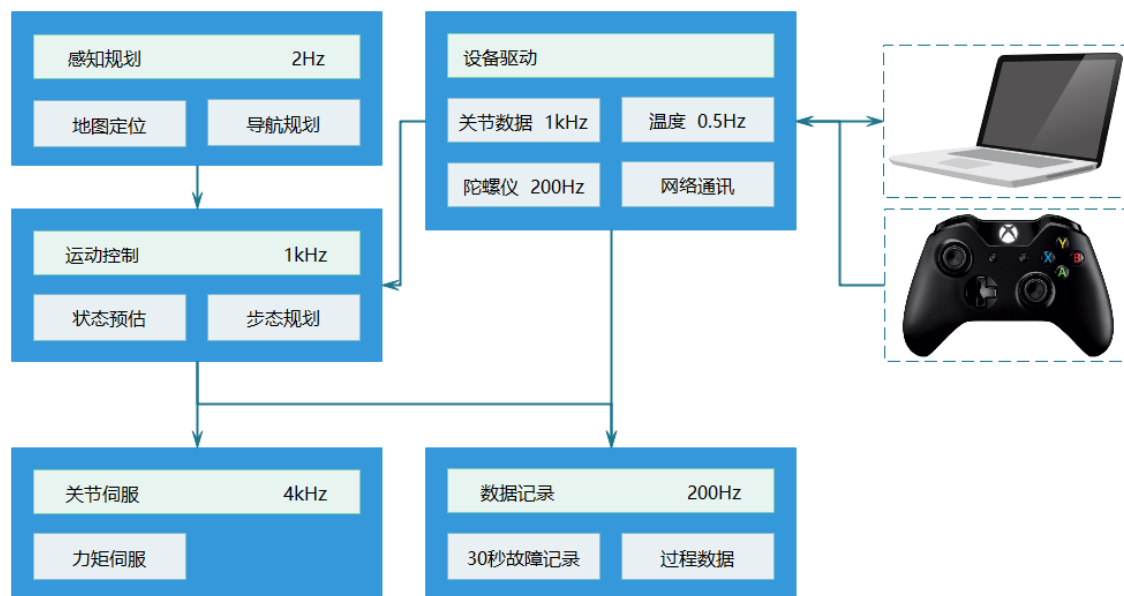 感知规划 2Hz
地图定位 导航规划
设备驱动
关节数据 1kHz 温度 0.5Hz
陀螺仪 200Hz 网络通讯
运动控制 1kHz
状态预估 步态规划
Y
X B
A
关节伺服 4kHz
力矩伺服
数据记录 200Hz
30秒故障记录 过程数据